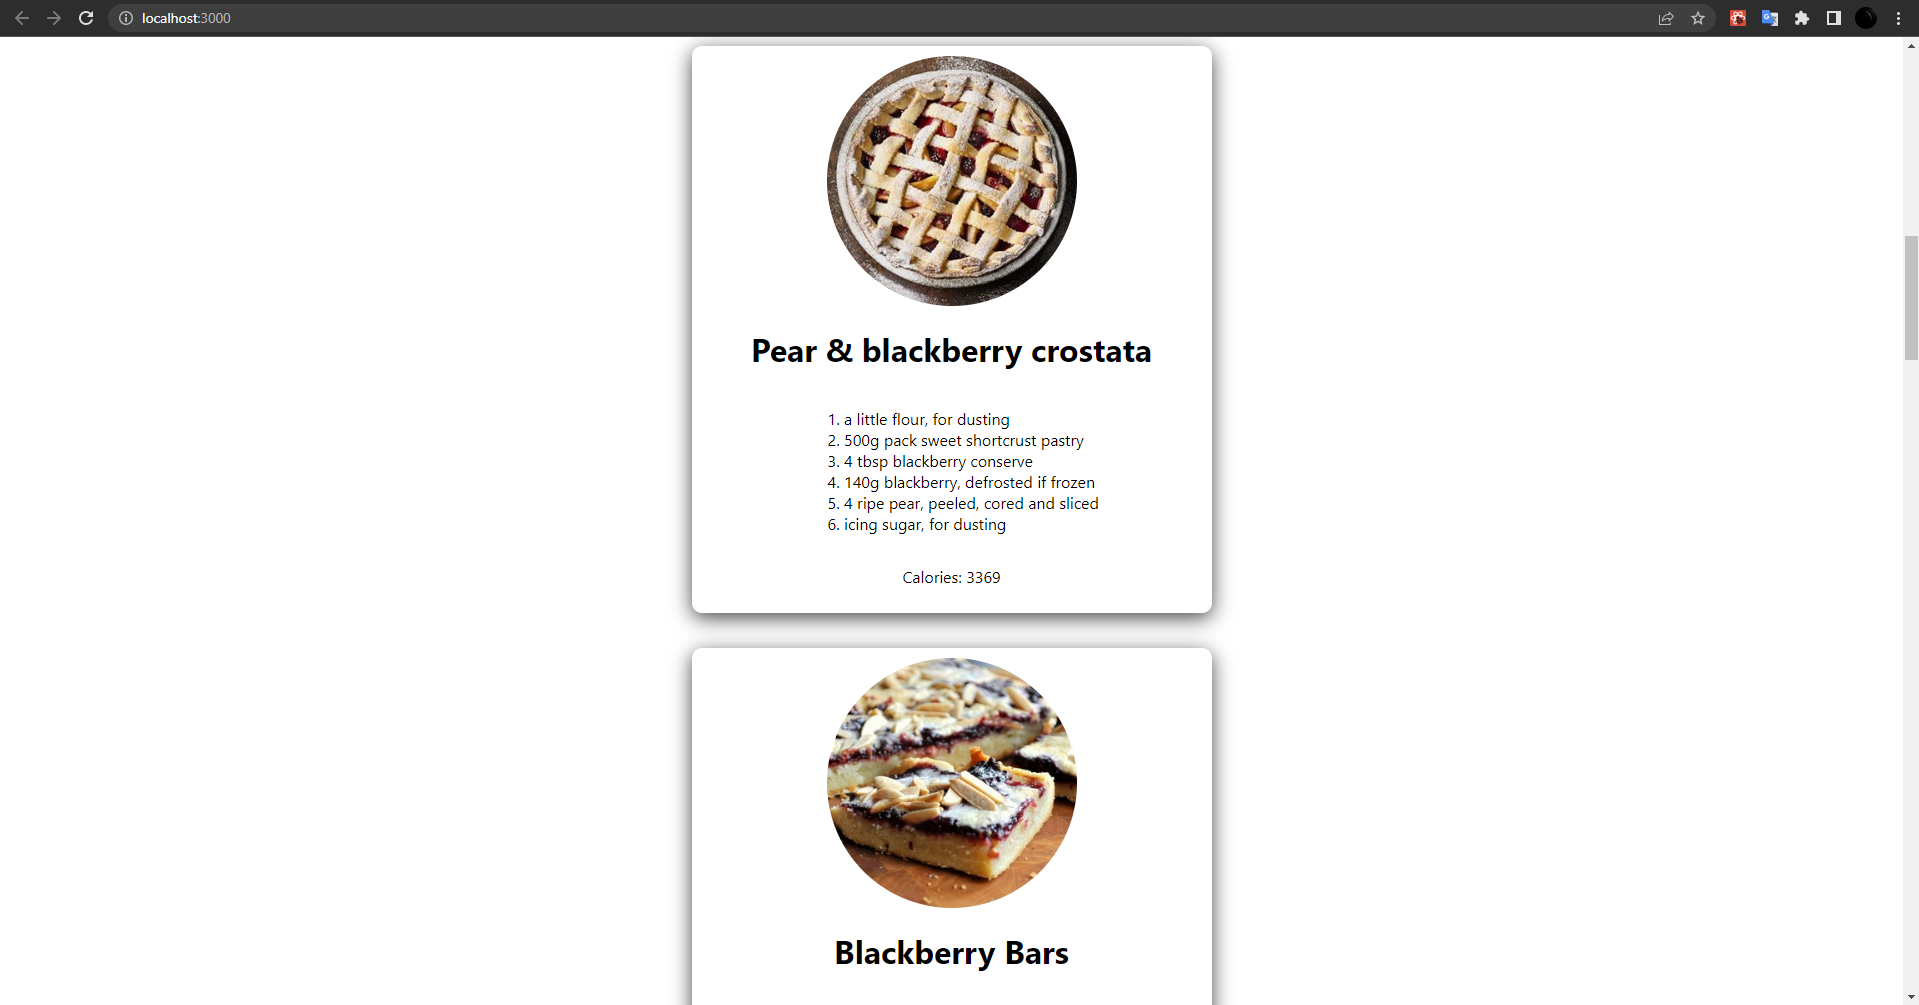 localhost:3000
Pear & blackberry crostata
1. a little flour, for dusting
2. 500g pack sweet shortcrust pastry
3. 4 tbsp blackberry conserve
4. 140g blackberry, defrosted if frozen
5. 4 ripe pear, peeled, cored and sliced
6. icing sugar, for dusting
Calories: 3369
Blackberry Bars